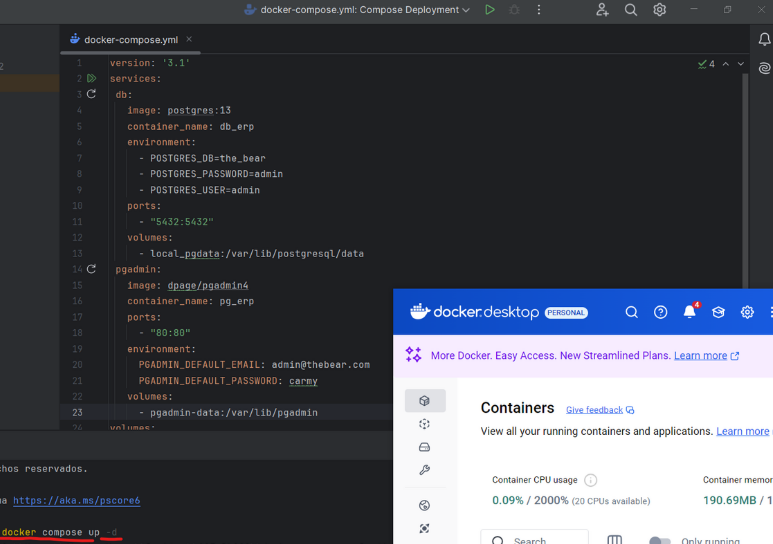 docker-compose.yml: Compose Deployment
docker-compose.yml
1 version: '3.1'
2 services:
3 db:
4 image: postgres:13
5 container_name: db_erp
6 environment:
7 - POSTGRES_DB=the_bear
8 - POSTGRES_PASSWORD=admin
9 - POSTGRES_USER=admin
10 ports:
11 - "5432:5432"
12 volumes:
13 - local_pgdata:/var/lib/postgresql/data
14 pgadmin:
15 image: dpage/pgadmin4
16 container_name: pg_erp
17 ports:
18 - "80:80"
19 environment:
20 PGADMIN_DEFAULT_EMAIL: admin@thebear.com
21 PGADMIN_DEFAULT_PASSWORD: carmy
22 volumes:
23 - pgadmin-data:/var/lib/pgadmin
24 volumes:
4
2
chos reservados.
na https://aka.ms/pscore6
docker compose up -d
docker.desktop PERSONAL
4
More Docker. Easy Access. New Streamlined Plans. Learn more
Containers Give feedback
View all your running containers and applications. Learn more
Container CPU usage
0.09% / 2000% (20 CPUs available)
Container memor
190.69MB / 1
Search
Only running